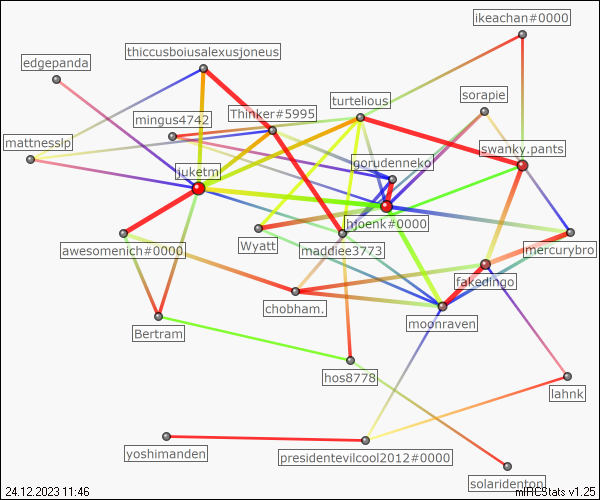 ikeachan#0000
thiccusboiusalexusjoneus
edgepanda
sorapie
turtelious
Thinker#5995
mingus4742
mattnesslp
swanky.pants
gorudenneko
juketm
hjoenk#0000
Wyatt
maddiee3773
awesomenich#0000
mercurybro
fakedingo
chobham.
moonraven
Bertram
hos8778
lahnk
yoshimanden
presidentevilcool2012#0000
solaridentop
24.12.2023 11:46
mIRCStats v1.25